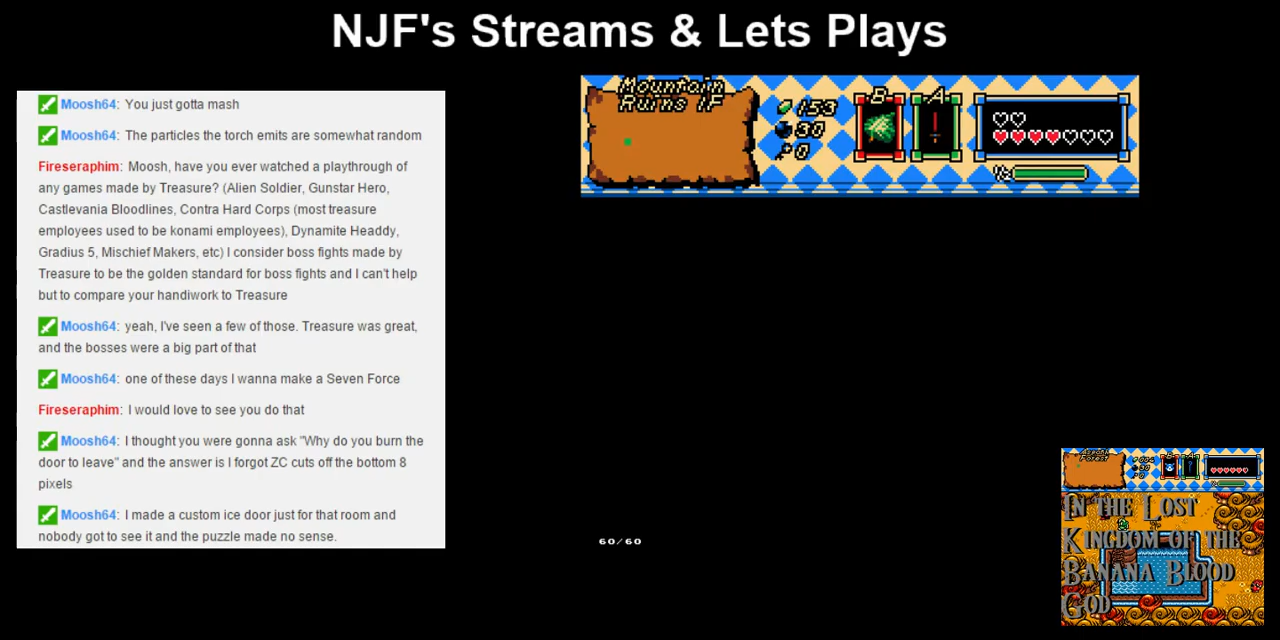 NJF's Streams & Lets Plays
Moosh64: You just gotta mash
Moosh64: The particles the torch emits are somewhat random
Fireseraphim: Moosh, have you ever watched a playthrough of
any games made by Treasure? (Alien Soldier, Gunstar Hero,
Castlevania Bloodlines, Contra Hard Corps (most treasure
employees used to be konami employees), Dynamite Headdy,
Gradius 5, Mischief Makers, etc) I consider boss fights made by
Treasure to be the golden standard for boss fights and I can't help
but to compare your handiwork to Treasure
Moosh64: yeah, I've seen a few of those. Treasure was great,
and the bosses were a big part of that
Moosh64: one of these days I wanna make a Seven Force
Fireseraphim: I would love to see you do that
Moosh64: I thought you were gonna ask "Why do you burn the
door to leave" and the answer is I forgot ZC cuts off the bottom 8
pixels
Moosh64: I made a custom ice door just for that room and
nobody got to see it and the puzzle made no sense.
Mountain
Ruins 1F
153
30
0
B
A
60/60
Forest
In the Lost
Kingdom of the
Banana Blood
God